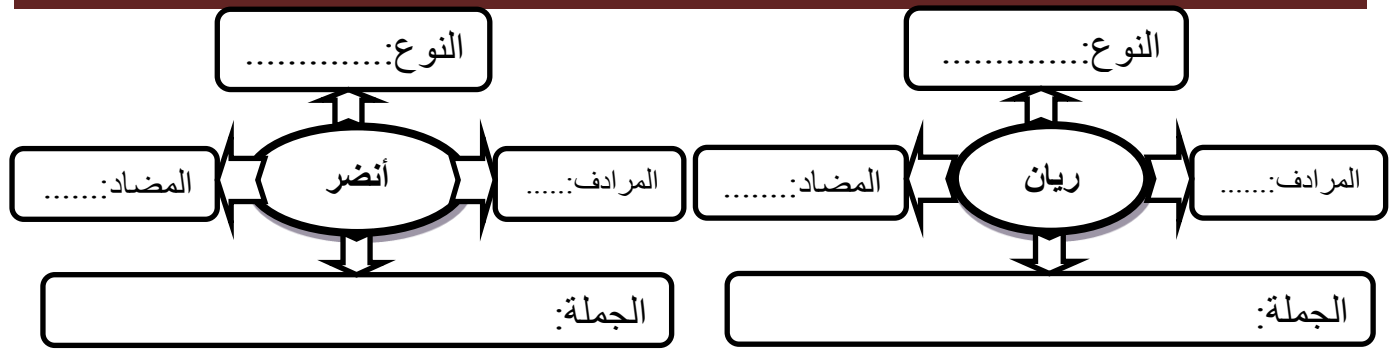 النوع:.............
النوع:.............
المرادف:......
ريان
المضاد:........
المرادف:.....
أنضر
المضاد:.......
الجملة:
الجملة: